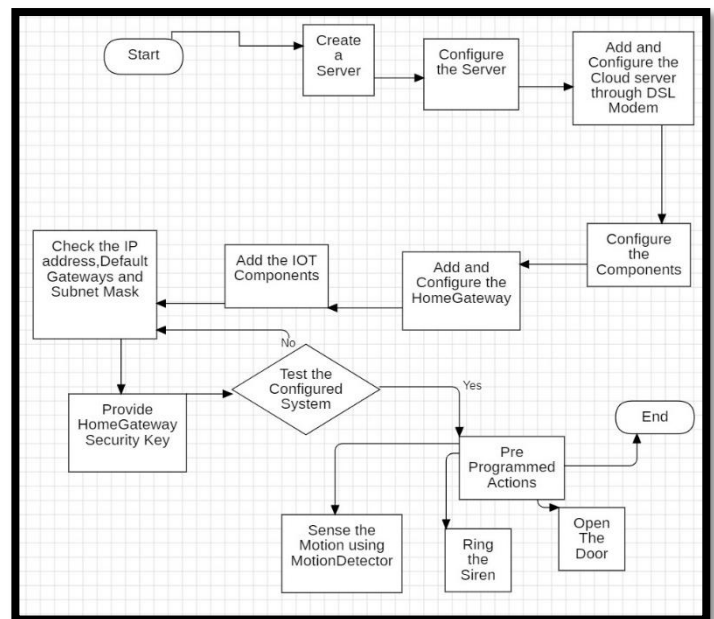 Start
Create
a
Server
Configure
the Server
Add and
Configure the
Cloud server
through DSL
Modem
Configure
the
Components
Add and
Configure the
HomeGateway
Add the IOT
Components
Check the IP
address,Default
Gateways and
Subnet Mask
Provide
HomeGateway
Security Key
No
Test the
Configured
System
Yes
Pre
Programmed
Actions
End
Sense the
Motion using
MotionDetector
Ring
the
Siren
Open
The
Door